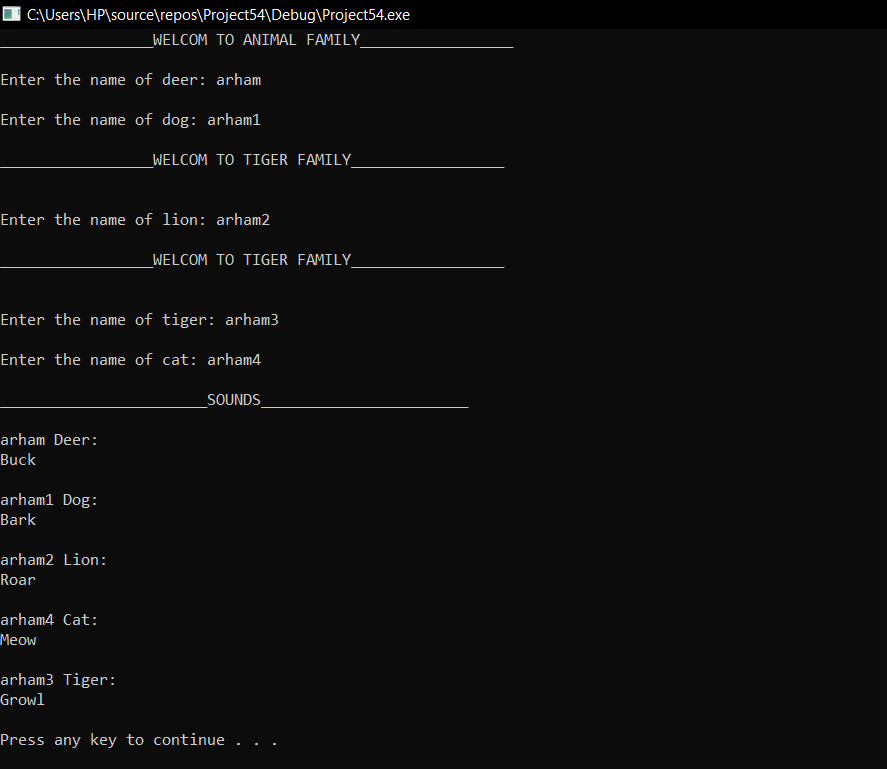 C:\Users\HP\source\repos\Project54\Debug\Project54.exe
_________________WELCOM TO ANIMAL FAMILY_________________
Enter the name of deer: arham
Enter the name of dog: arham1
_________________WELCOM TO TIGER FAMILY_________________
Enter the name of lion: arham2
_________________WELCOM TO TIGER FAMILY_________________
Enter the name of tiger: arham3
Enter the name of cat: arham4
_______________________SOUNDS_______________________
arham Deer:
Buck
arham1 Dog:
Bark
arham2 Lion:
Roar
arham4 Cat:
Meow
arham3 Tiger:
Growl
Press any key to continue . . .